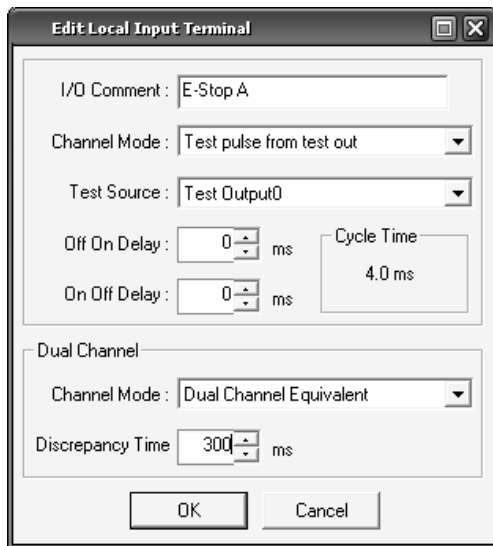 Edit Local Input Terminal
I/O Comment : E-Stop A
Channel Mode : Test pulse from test out
Test Source : Test Output0
Off On Delay : 0 ms
On Off Delay : 0 ms
Cycle Time
4.0 ms
Dual Channel
Channel Mode : Dual Channel Equivalent
Discrepancy Time 300 ms
OK Cancel